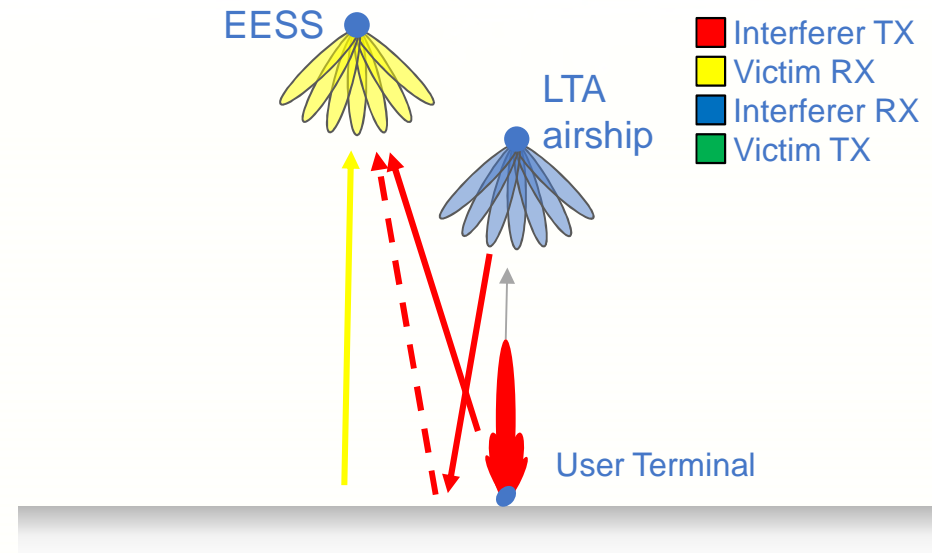 EESS
LTA
airship
Interferer TX
Victim RX
Interferer RX
Victim TX
User Terminal